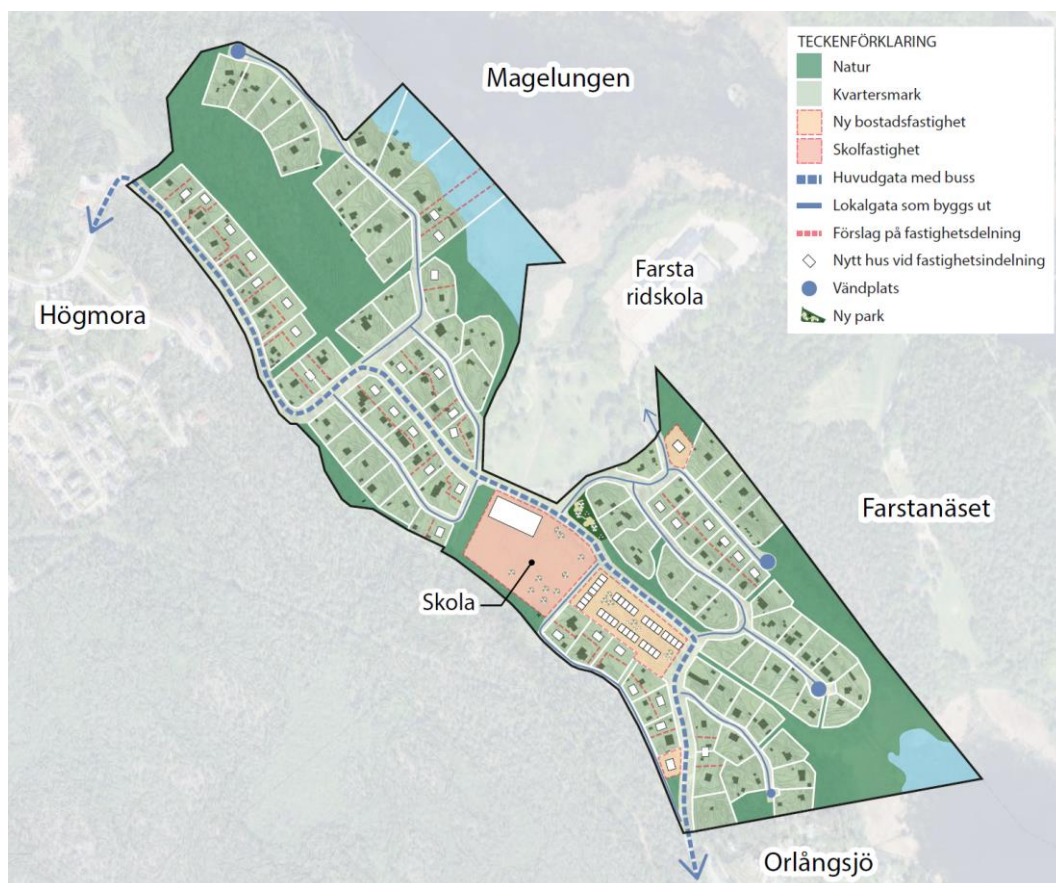 TECKENFÖRKLARING
Natur
Kvartersmark
Ny bostadsfastighet
Skolfastighet
Huvudgata med buss
Lokalgata som byggs ut
Förslag på fastighetsdelning
Nytt hus vid fastighetsindelning
Vändplats
Ny park
Magelungen
Farsta
ridskola
Högmora
Farstanäset
Skola
Orlångsjö